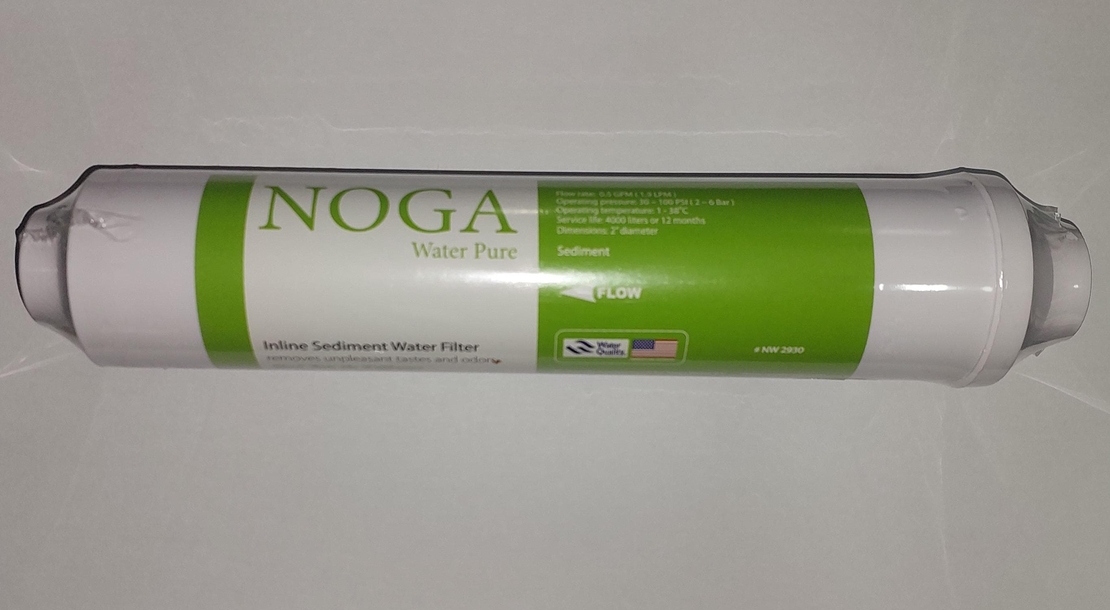 NOGA
Water Pure
Inline Sediment Water Filter
removes unpleasant tastes and odors
Flow rate: 0.5 GPM ( 1.9 LPM )
Operating pressure: 30 – 100 PSI ( 2 – 6 Bar )
Operating temperature: 1 - 38°C
Service life: 4000 liters or 12 months
Dimensions: 2" diameter
Sediment
FLOW
Water
Quality.
# NW 2930